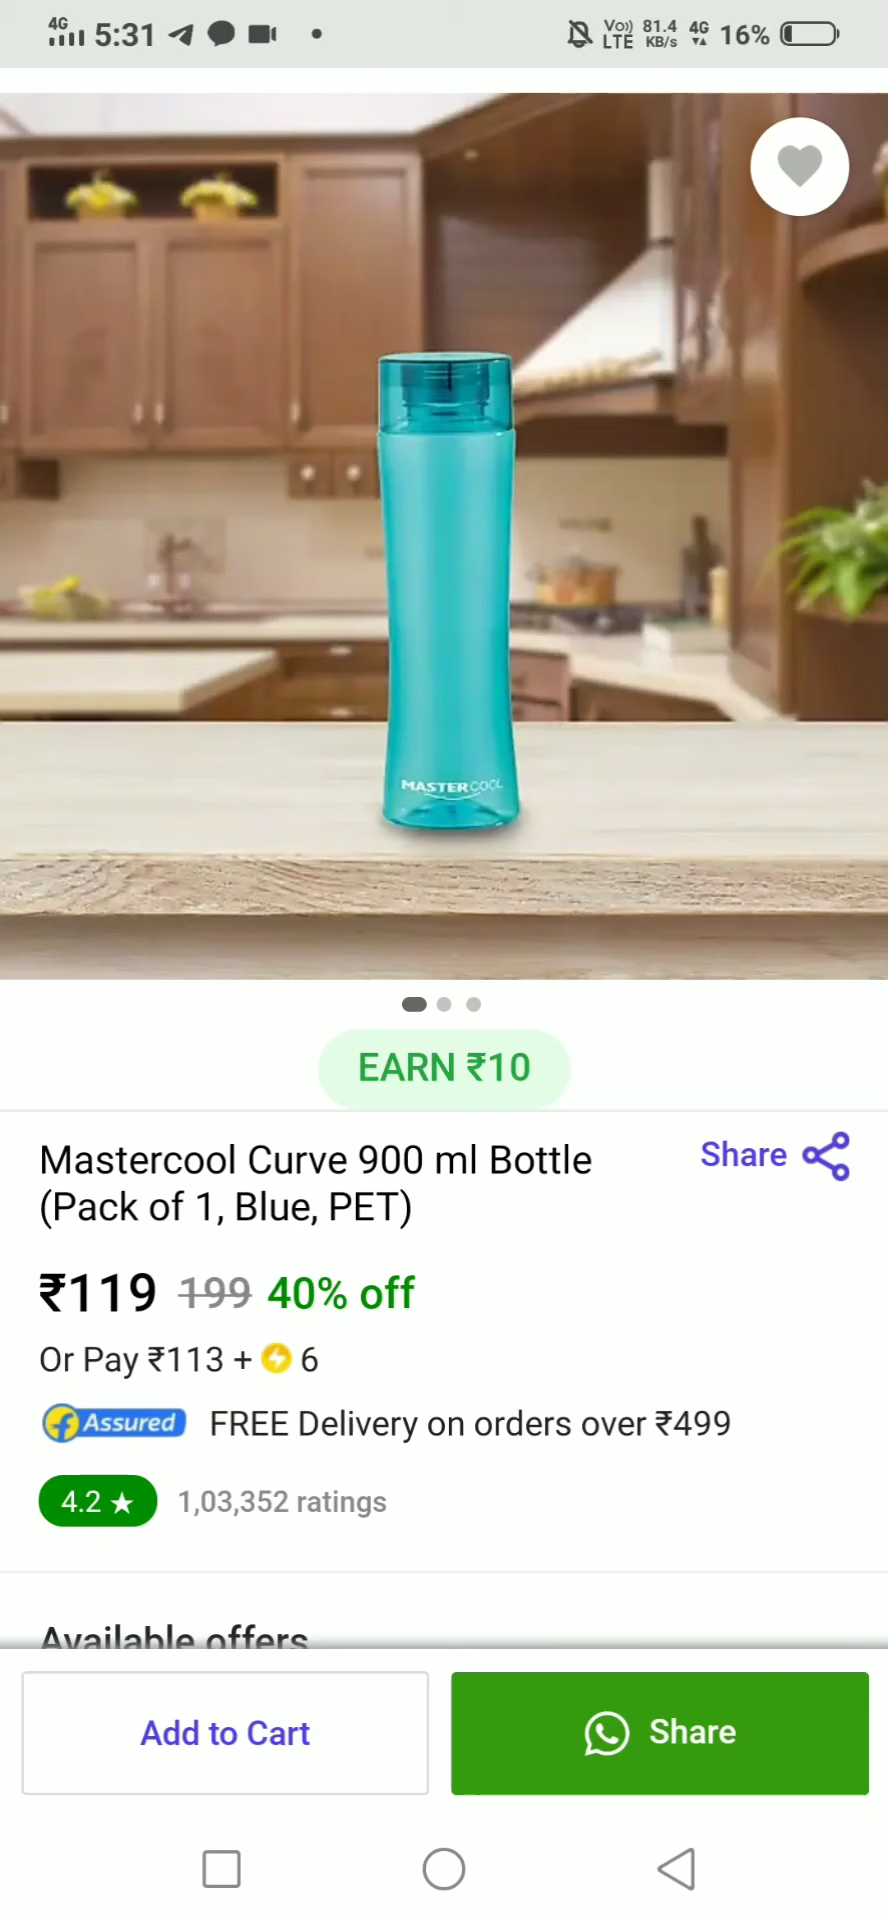 4G 5:31 Vo)) LTE 81.4 KB/s 4G 16%
MASTERCOOL
EARN ₹10
Mastercool Curve 900 ml Bottle
(Pack of 1, Blue, PET)
Share
₹119 199 40% off
Or Pay ₹113 + 6
f Assured FREE Delivery on orders over ₹499
4.2 ★ 1,03,352 ratings
Available offers
Add to Cart
Share